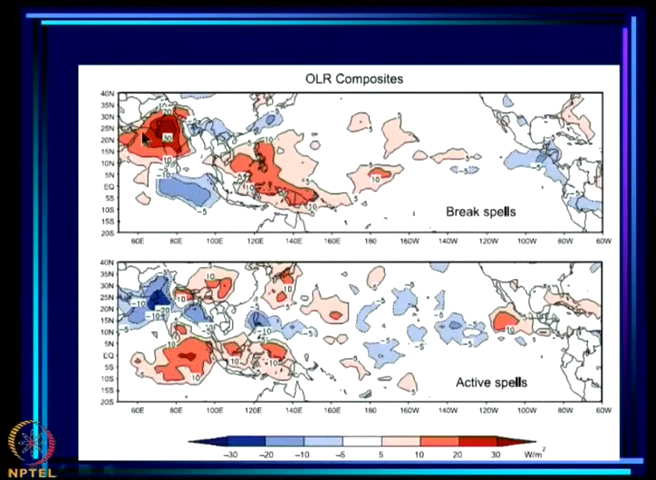 OLR Composites
40N
35N
30N
25N
20N
15N
10N
5N
EQ
5S
10S
15S
20S
Break spells
60E 80E 100E 120E 140E 160E 180 160W 140W 120W 100W 80W 60W
40N
35N
30N
25N
20N
15N
10N
5N
EQ
5S
10S
15S
20S
Active spells
60E 80E 100E 120E 140E 160E 180 160W 140W 120W 100W 80W 60W
-30 -20 -10 -5 5 10 20 30 W/m²
NPTEL